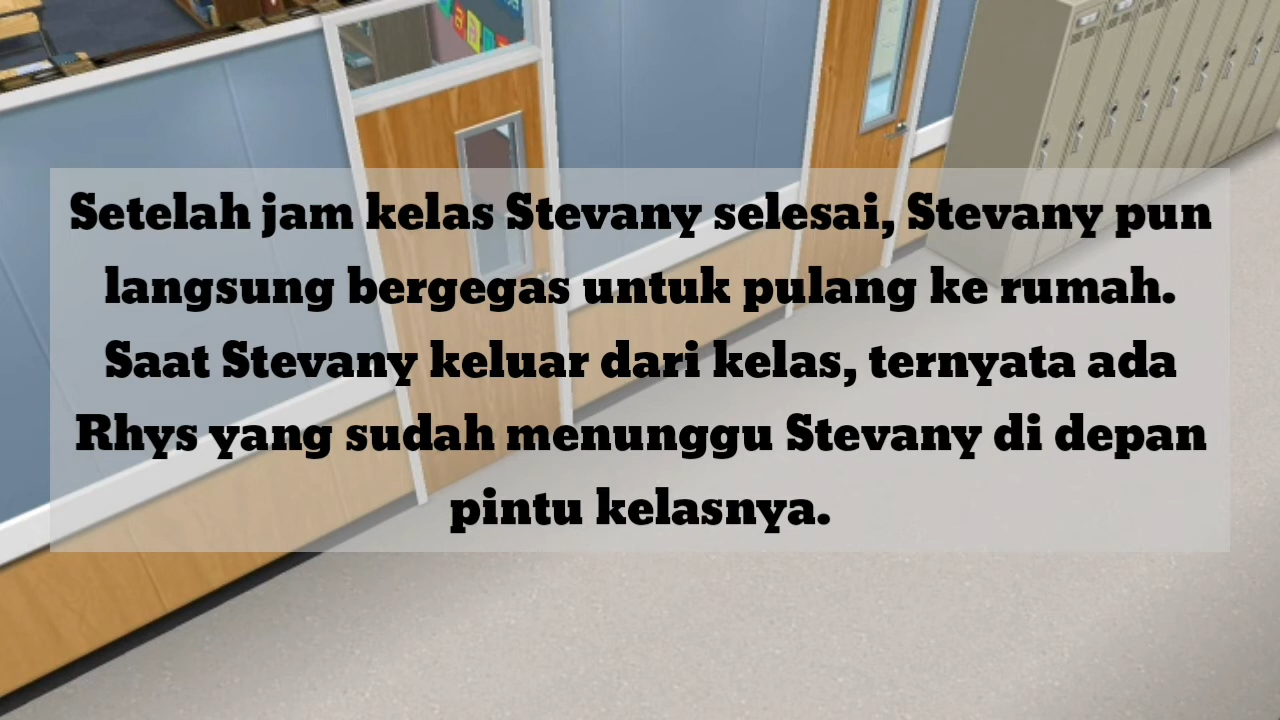 Setelah jam kelas Stevany selesai, Stevany pun
langsung bergegas untuk pulang ke rumah.
Saat Stevany keluar dari kelas, ternyata ada
Rhys yang sudah menunggu Stevany di depan
pintu kelasnya.